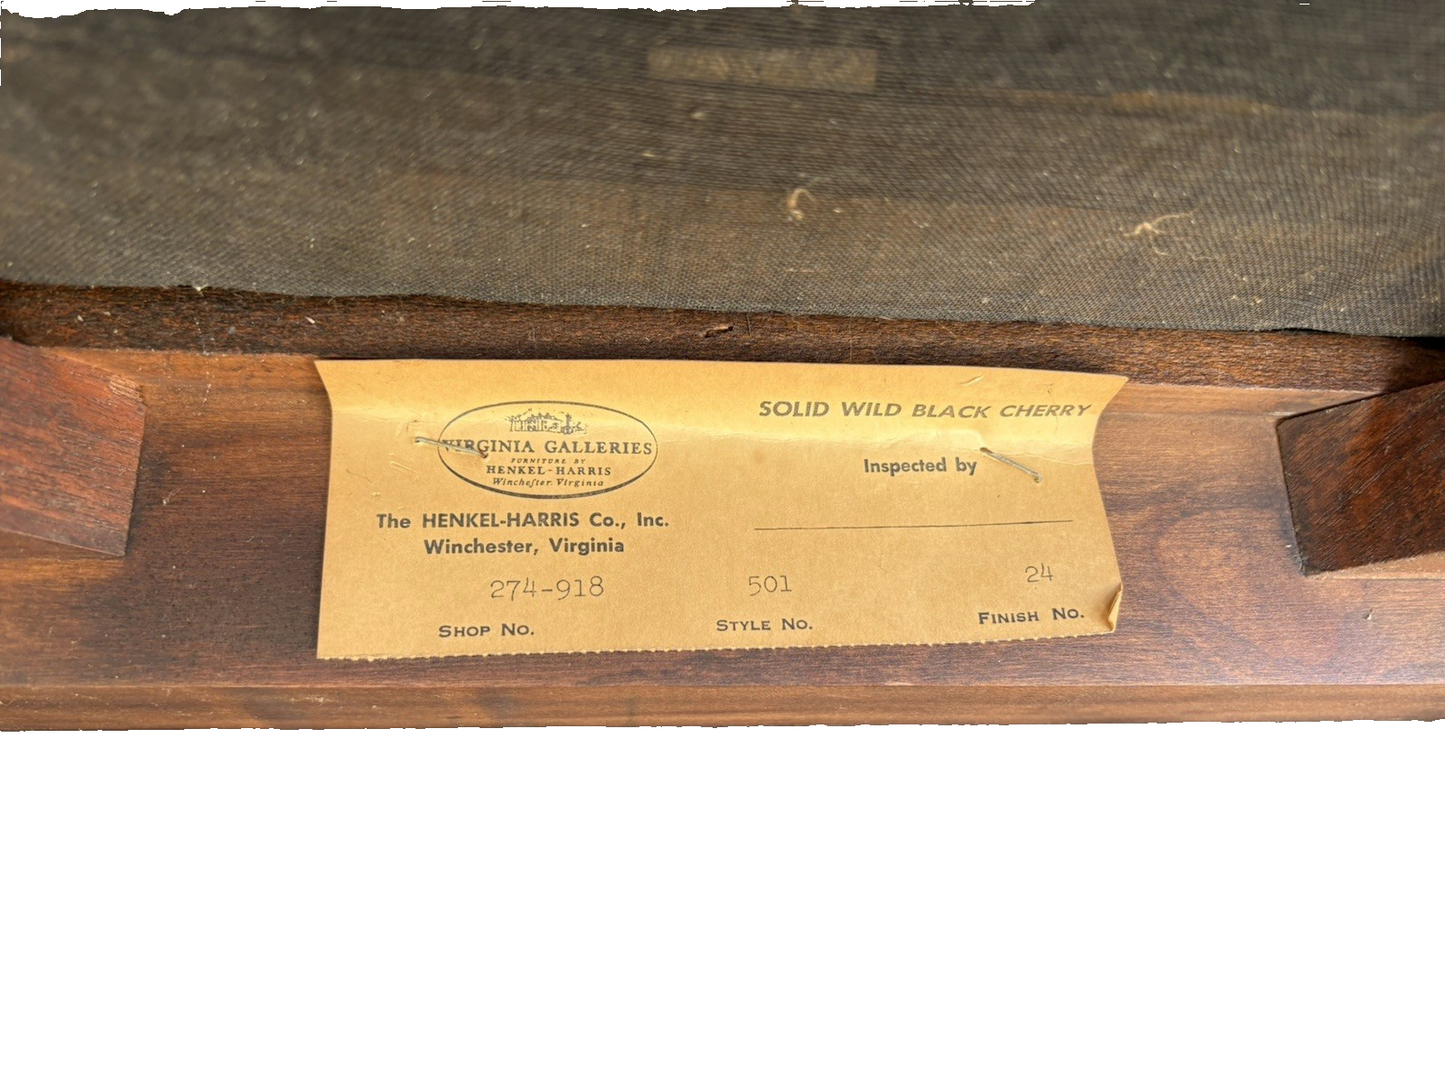 VIRGINIA GALLERIES
FURNITURE BY
HENKEL-HARRIS
Winchester, Virginia
The HENKEL-HARRIS Co., Inc.
Winchester, Virginia
SOLID WILD BLACK CHERRY
Inspected by
274-918 501 24
SHOP No. STYLE No. FINISH No.